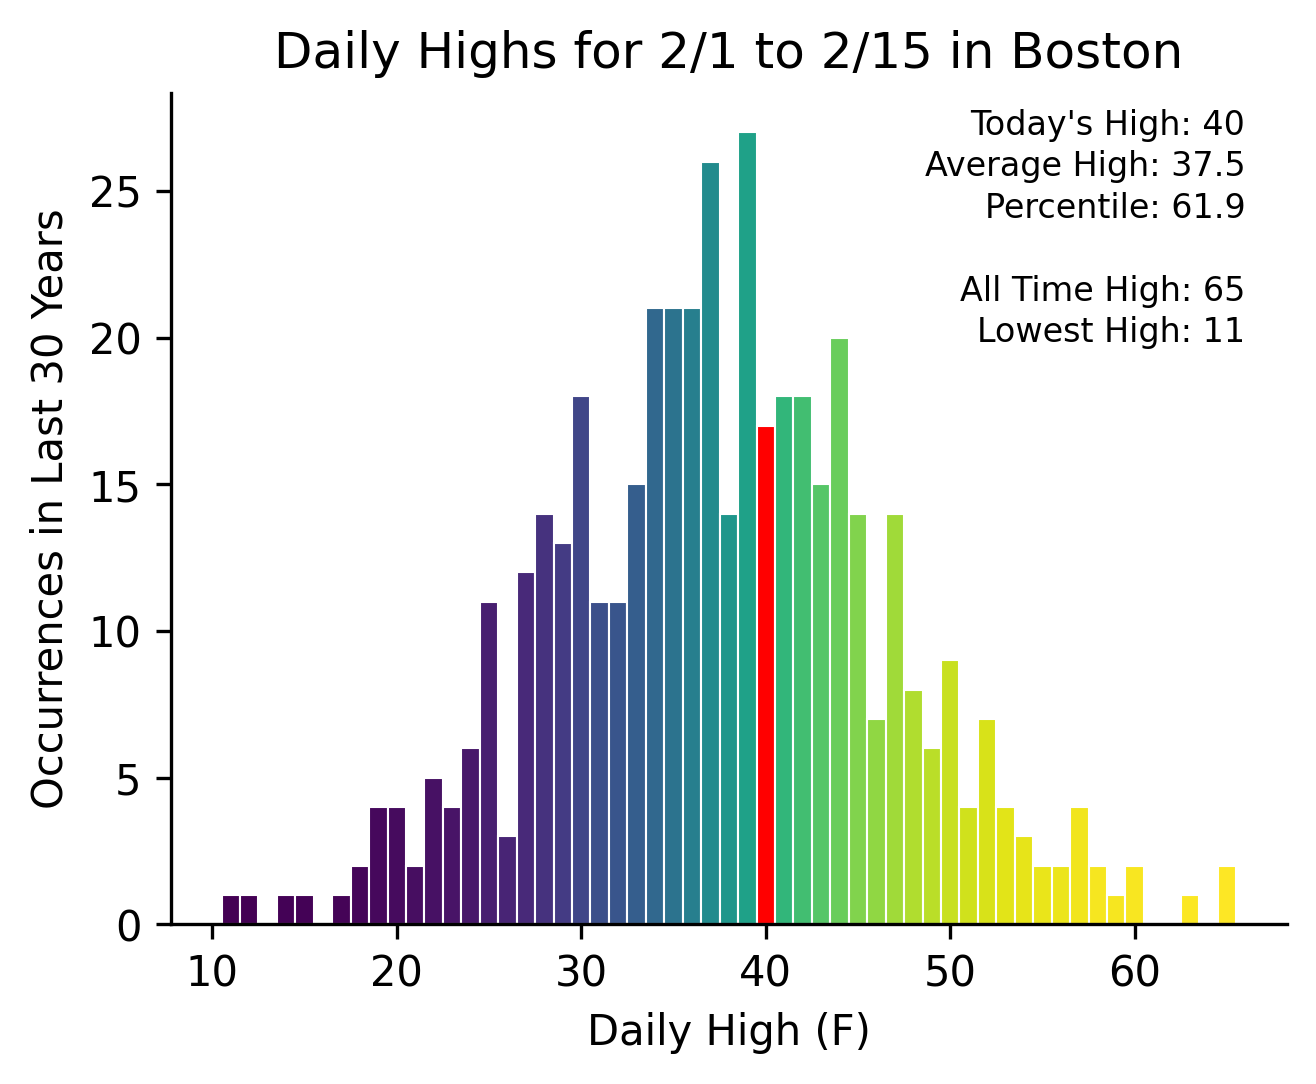 Daily Highs for 2/1 to 2/15 in Boston
Today's High: 40
Average High: 37.5
Percentile: 61.9
All Time High: 65
Lowest High: 11
Occurrences in Last 30 Years
25
20
15
10
5
0
10 20 30 40 50 60
Daily High (F)